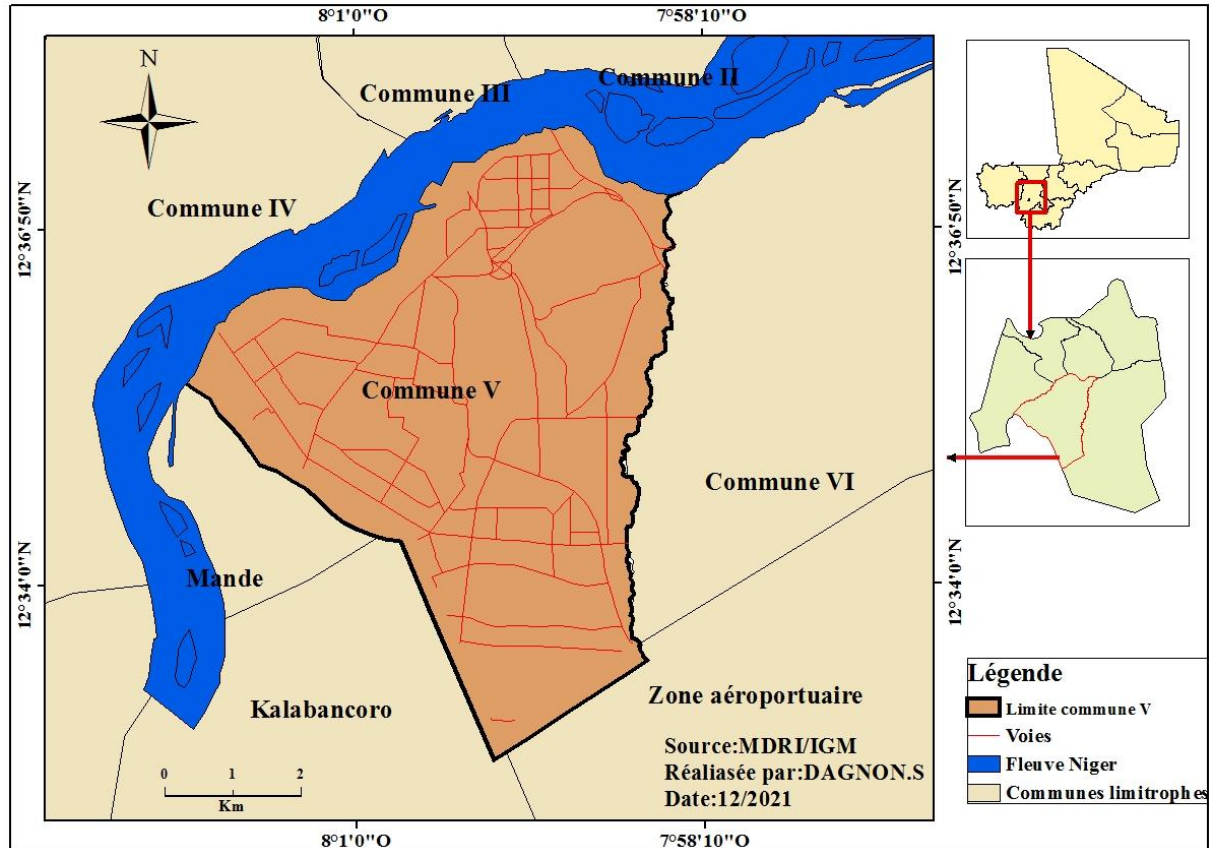 8°1'0"O
7°58'10"O
N
Commune II
Commune III
Commune IV
12°36'50"N
12°36'50"N
Commune V
Commune VI
12°34'0"N
12°34'0"N
Mande
Kalabancoro
Zone aéroportuaire
Source:MDRI/IGM
Réaliasée par:DAGNON.S
Date:12/2021
0 1 2
Km
8°1'0"O
7°58'10"O
Légende
Limite commune V
Voies
Fleuve Niger
Communes limitrophes